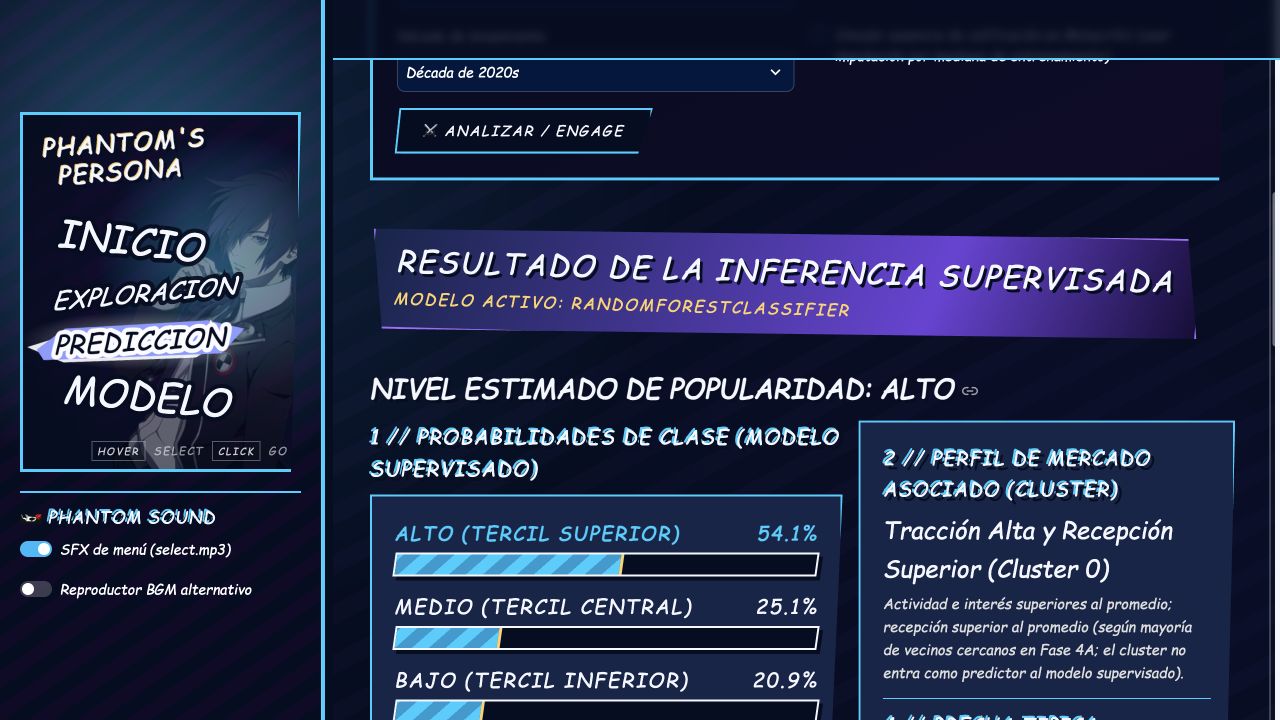 PHANTOM'S
PERSONA
INICIO
EXPLORACION
PREDICCION
MODELO
HOVER SELECT CLICK GO
PHANTOM SOUND
SFX de menú (select.mp3)
Reproductor BGM alternativo
Década de 2020s
ANALIZAR / ENGAGE
RESULTADO DE LA INFERENCIA SUPERVISADA
MODELO ACTIVO: RANDOMFORESTCLASSIFIER
NIVEL ESTIMADO DE POPULARIDAD: ALTO
1 // PROBABILIDADES DE CLASE (MODELO
SUPERVISADO)
ALTO (TERCIL SUPERIOR) 54.1%
MEDIO (TERCIL CENTRAL) 25.1%
BAJO (TERCIL INFERIOR) 20.9%
2 // PERFIL DE MERCADO
ASOCIADO (CLUSTER)
Tracción Alta y Recepción
Superior (Cluster 0)
Actividad e interés superiores al promedio;
recepción superior al promedio (según mayoría
de vecinos cercanos en Fase 4A; el cluster no
entra como predictor al modelo supervisado).